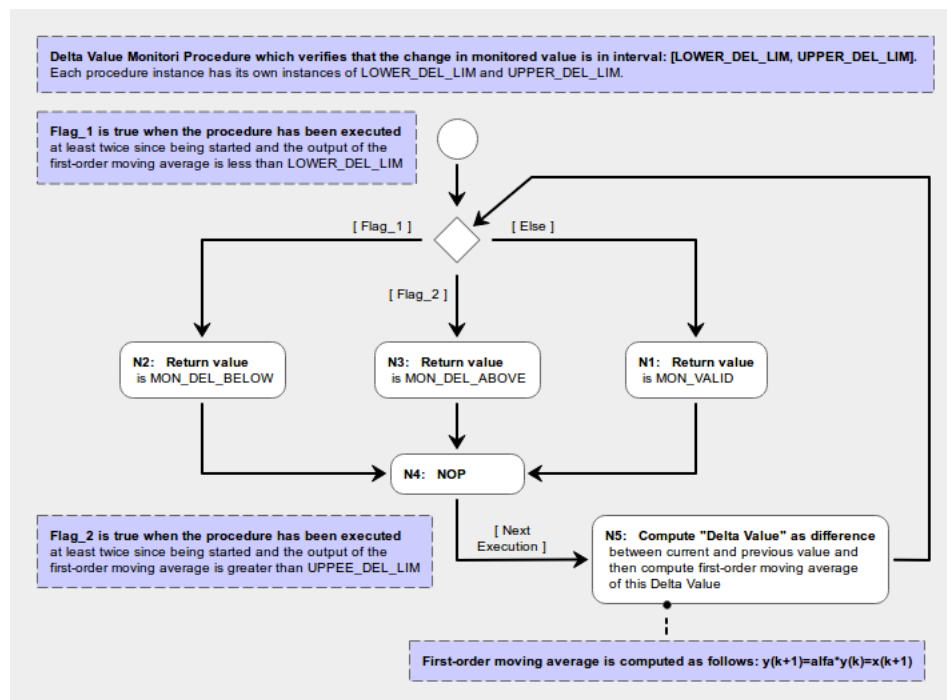 Delta Value Monitori Procedure which verifies that the change in monitored value is in interval: [LOWER_DEL_LIM, UPPER_DEL_LIM].
Each procedure instance has its own instances of LOWER_DEL_LIM and UPPER_DEL_LIM.
Flag_1 is true when the procedure has been executed
at least twice since being started and the output of the
first-order moving average is less than LOWER_DEL_LIM
[ Flag_1 ]
[ Else ]
[ Flag_2 ]
N2: Return value
is MON_DEL_BELOW
N3: Return value
is MON_DEL_ABOVE
N1: Return value
is MON_VALID
N4: NOP
Flag_2 is true when the procedure has been executed
at least twice since being started and the output of the
first-order moving average is greater than UPPEE_DEL_LIM
[ Next
Execution ]
N5: Compute "Delta Value" as difference
between current and previous value and
then compute first-order moving average
of this Delta Value
First-order moving average is computed as follows: y(k+1)=alfa*y(k)=x(k+1)